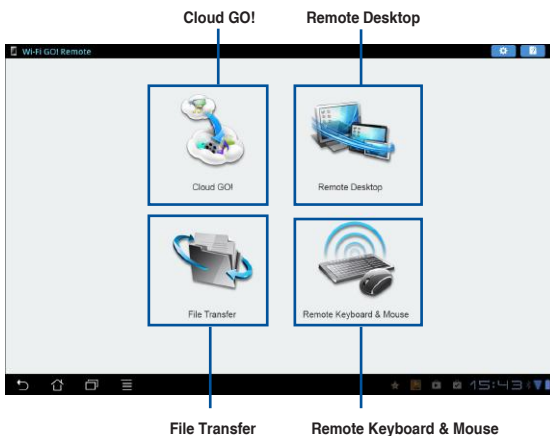 Cloud GO! Remote Desktop
Wi-Fi GO! Remote
Cloud GO! Remote Desktop
File Transfer Remote Keyboard & Mouse
15:43
File Transfer Remote Keyboard & Mouse